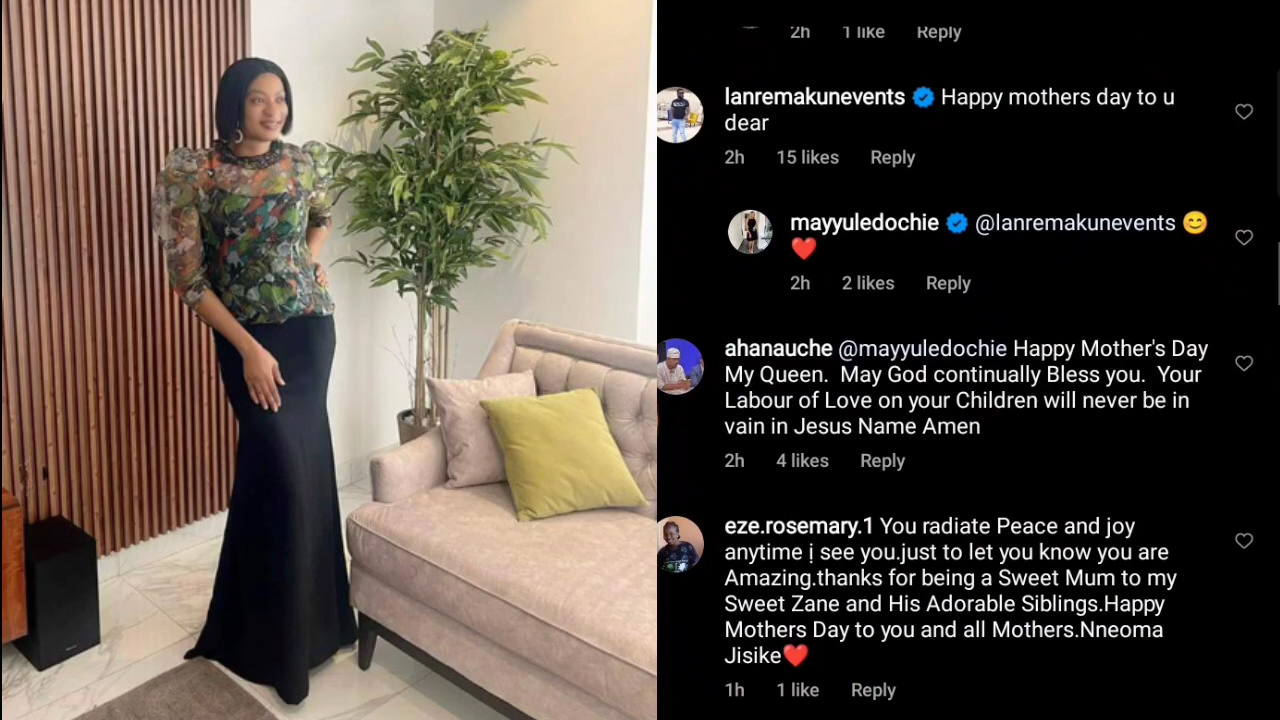 2h 1 like Reply
lanremakunevents Happy mothers day to u
dear
2h 15 likes Reply
mayyuledochie @lanremakunevents 😊
❤️
2h 2 likes Reply
ahanauche @mayyuledochie Happy Mother's Day
My Queen. May God continually Bless you. Your
Labour of Love on your Children will never be in
vain in Jesus Name Amen
2h 4 likes Reply
eze.rosemary.1 You radiate Peace and joy
anytime ị see you.just to let you know you are
Amazing.thanks for being a Sweet Mum to my
Sweet Zane and His Adorable Siblings.Happy
Mothers Day to you and all Mothers.Nneoma
Jisike❤️
1h 1 like Reply